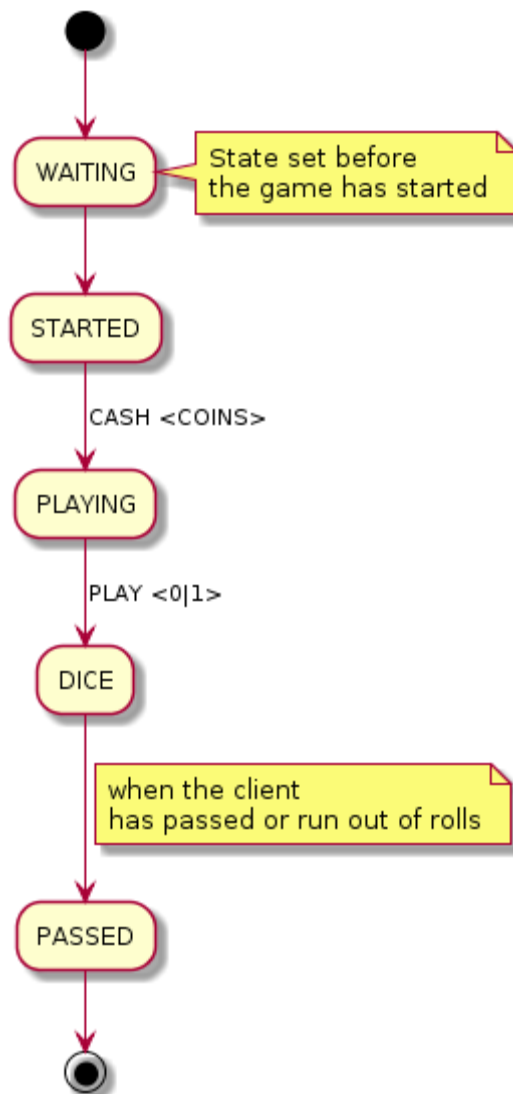 WAITING
State set before
the game has started
STARTED
CASH <COINS>
PLAYING
PLAY <0|1>
DICE
when the client
has passed or run out of rolls
PASSED